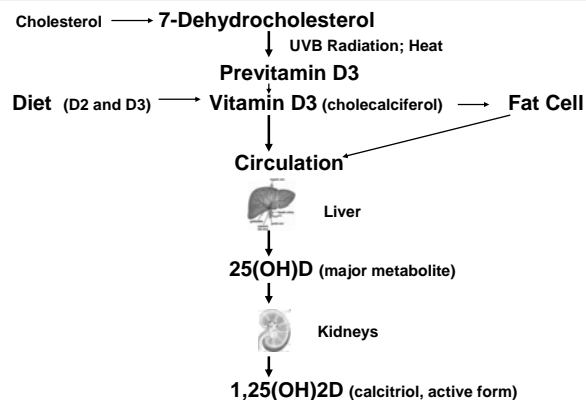 Cholesterol 7-Dehydrocholesterol
UVB Radiation; Heat
Previtamin D3
Diet (D2 and D3) Vitamin D3 (cholecalciferol) Fat Cell
Circulation
Liver
25(OH)D (major metabolite)
Kidneys
1,25(OH)2D (calcitriol, active form)